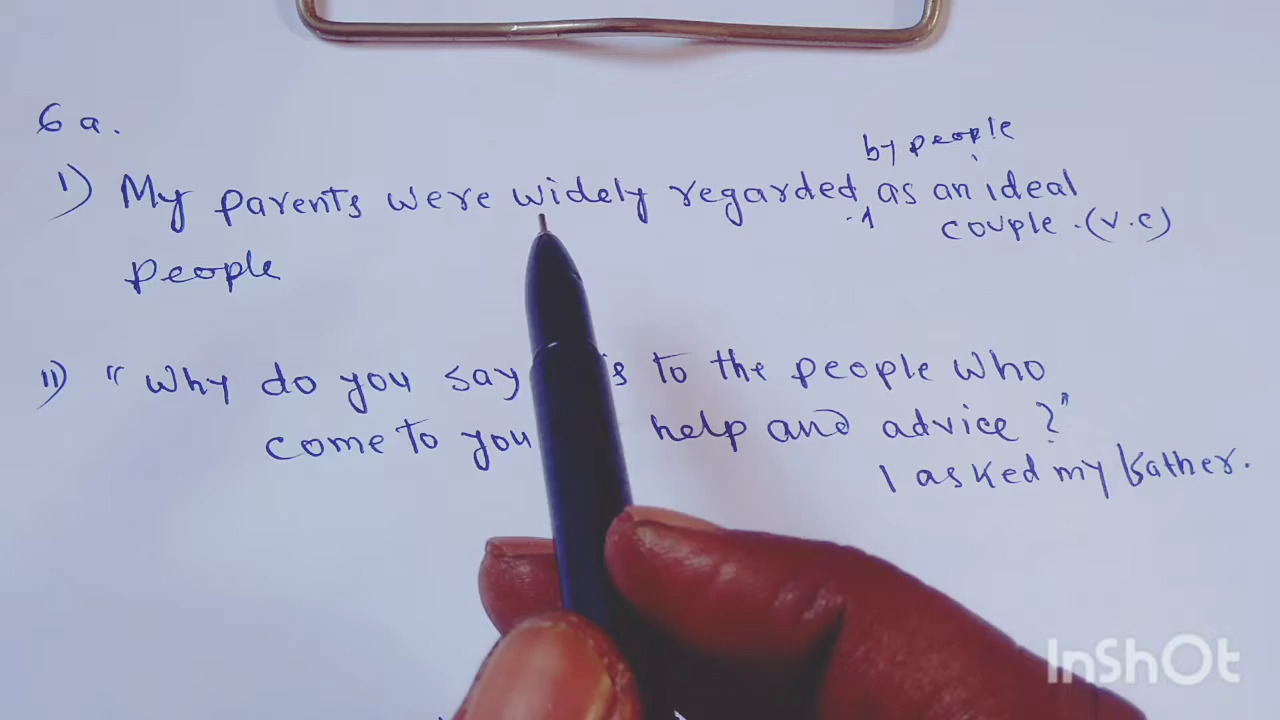 6 a.
by people
1) My parents were widely regarded as an ideal
couple. (v.c)
people
11) "Why do you say to the people who
come to you help and advice?"
I asked my father.
InShOt